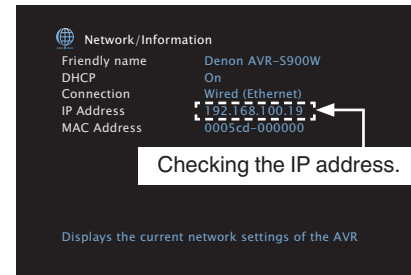 Network/Information
Friendly name Denon AVR-S900W
DHCP On
Connection Wired (Ethernet)
IP Address 192.168.100.19
MAC Address 0005cd-000000
Checking the IP address.
Displays the current network settings of the AVR